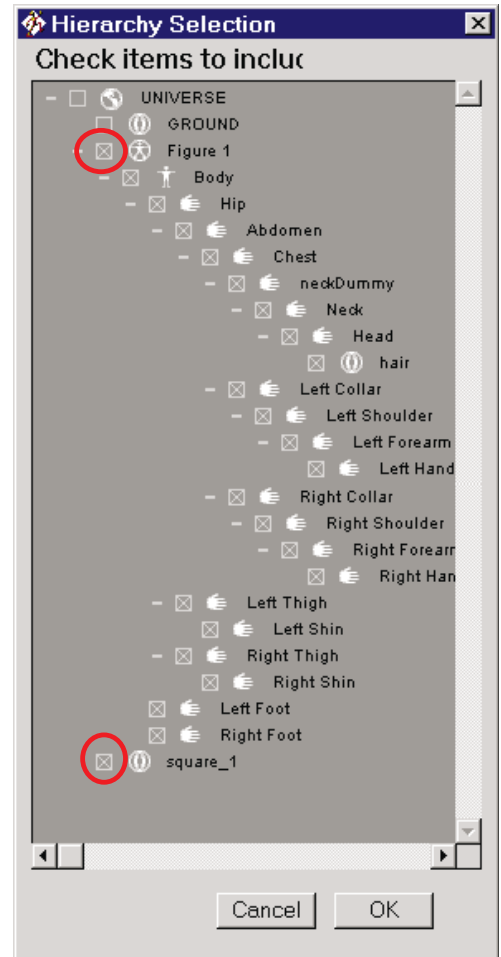 Hierarchy Selection
Check items to incluc
UNIVERSE
GROUND
Figure 1
Body
Hip
Abdomen
Chest
neckDummy
Neck
Head
hair
Left Collar
Left Shoulder
Left Forearm
Left Hand
Right Collar
Right Shoulder
Right Forearr
Right Han
Left Thigh
Left Shin
Right Thigh
Right Shin
Left Foot
Right Foot
square_1
Cancel OK